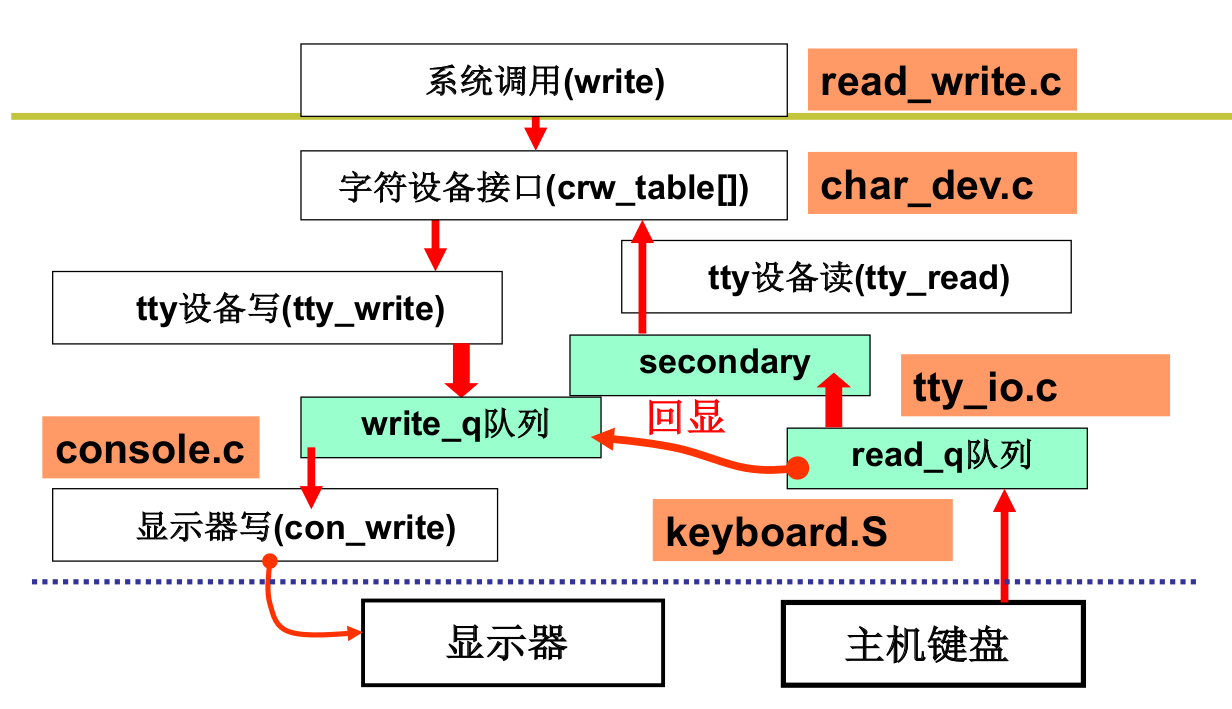 系统调用(write)
read_write.c
字符设备接口(crw_table[])
char_dev.c
tty设备读(tty_read)
tty设备写(tty_write)
secondary
tty_io.c
回显
write_q队列
console.c
read_q队列
显示器写(con_write)
keyboard.S
显示器
主机键盘